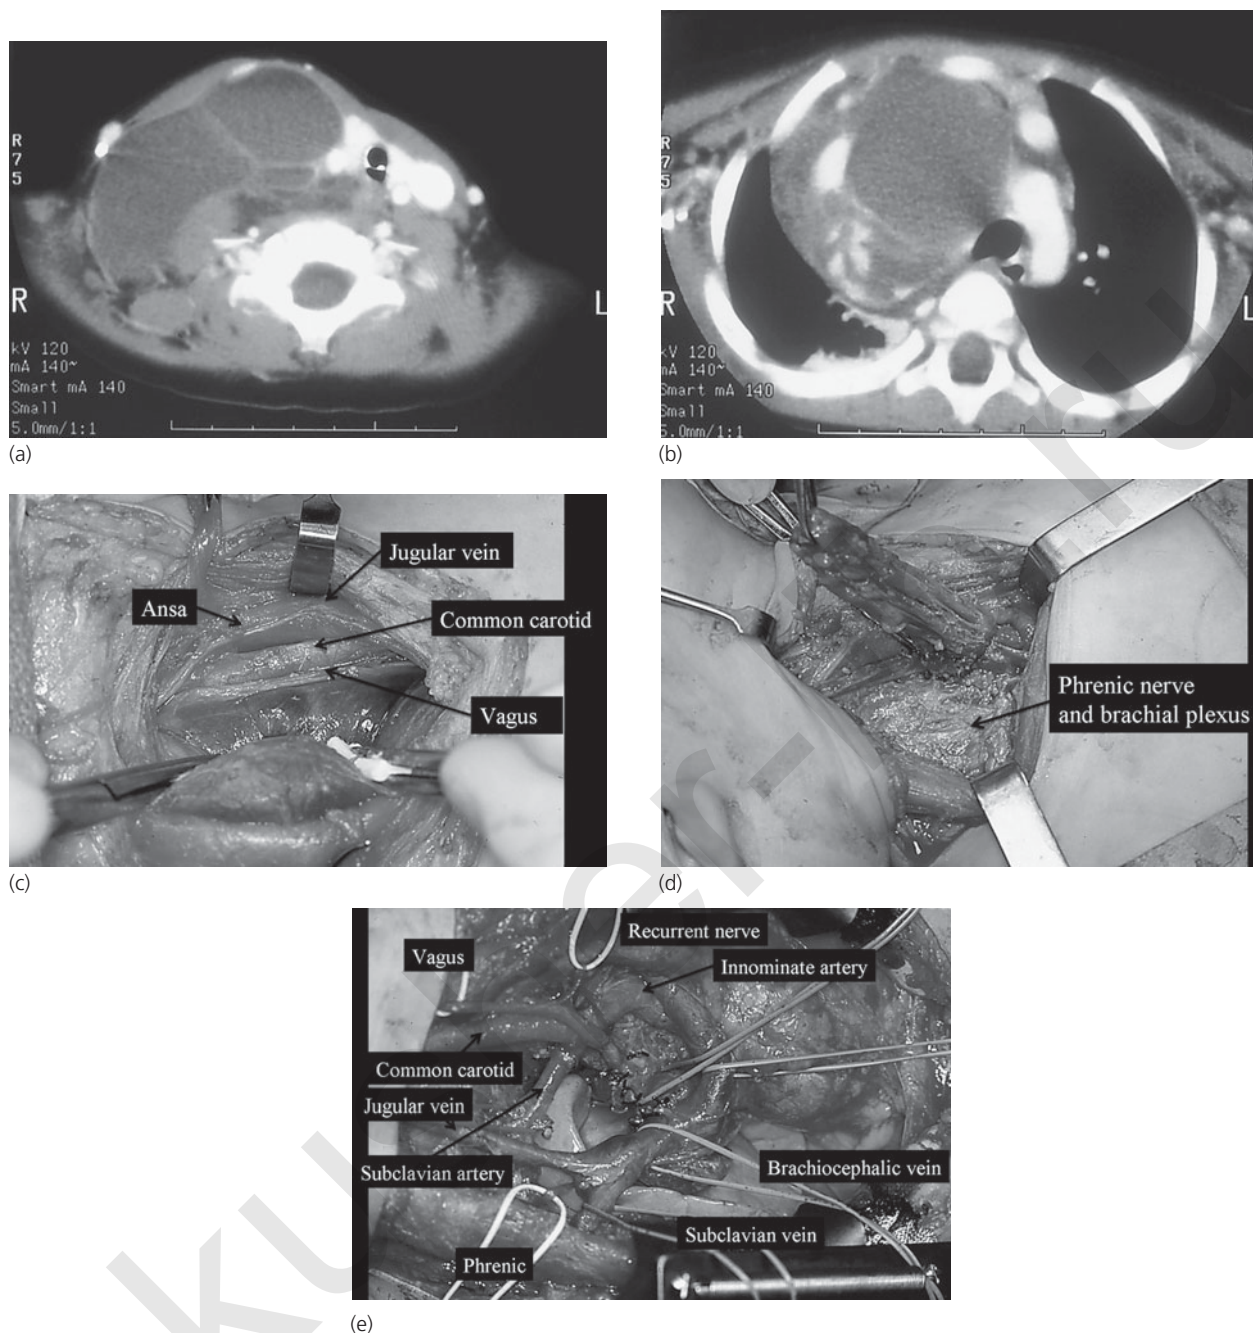 R
7
5
R
L
kV 120
mA 140~
Smart mA 140
Small
5.0mm/1:1
(a)
R
7
5
R
L
kV 120
mA 140~
Smart mA 140
Small
5.0mm/1:1
(b)
Jugular vein
Ansa
Common carotid
Vagus
(c)
Phrenic nerve
and brachial plexus
(d)
Recurrent nerve
Vagus
Innominate artery
Common carotid
Jugular vein
Subclavian artery
Brachiocephalic vein
Subclavian vein
Phrenic
(e)